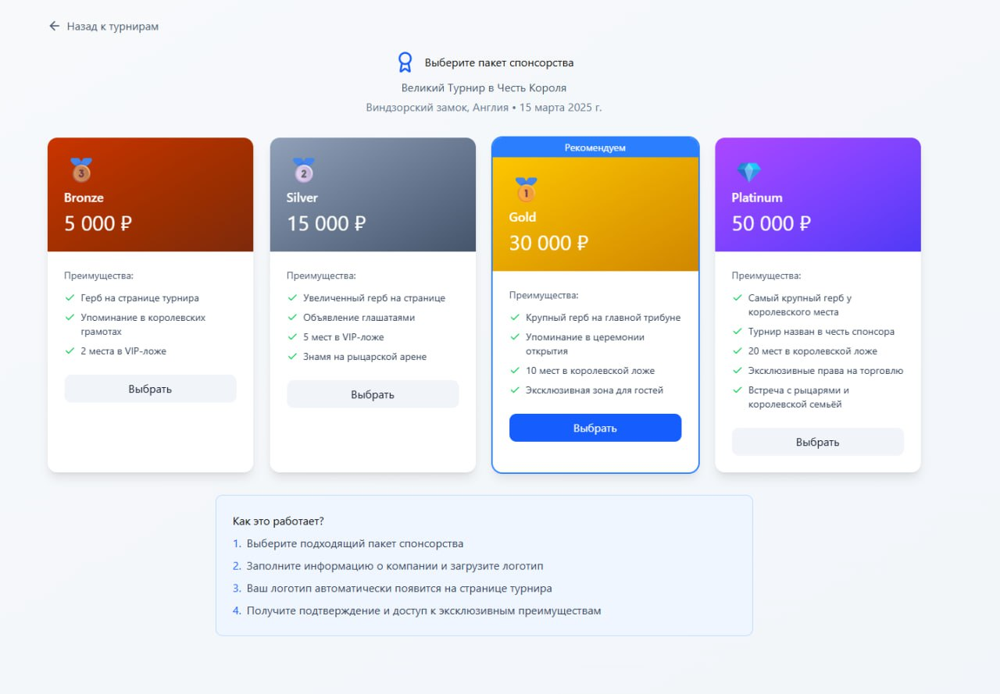 Назад к турнирам
Выберите пакет спонсорства
Великий Турнир в Честь Короля
Виндзорский замок, Англия • 15 марта 2025 г.
3
Bronze
5 000 ₽
Преимущества:
Герб на странице турнира
Упоминание в королевских
грамотах
2 места в VIP-ложе
Выбрать
2
Silver
15 000 ₽
Преимущества:
Увеличенный герб на странице
Объявление глашатаями
5 мест в VIP-ложе
Знамя на рыцарской арене
Выбрать
Рекомендуем
1
Gold
30 000 ₽
Преимущества:
Крупный герб на главной трибуне
Упоминание в церемонии
открытия
10 мест в королевской ложе
Эксклюзивная зона для гостей
Выбрать
Platinum
50 000 ₽
Преимущества:
Самый крупный герб у
королевского места
Турнир назван в честь спонсора
20 мест в королевской ложе
Эксклюзивные права на торговлю
Встреча с рыцарями и
королевской семьёй
Выбрать
Как это работает?
1. Выберите подходящий пакет спонсорства
2. Заполните информацию о компании и загрузите логотип
3. Ваш логотип автоматически появится на странице турнира
4. Получите подтверждение и доступ к эксклюзивным преимуществам